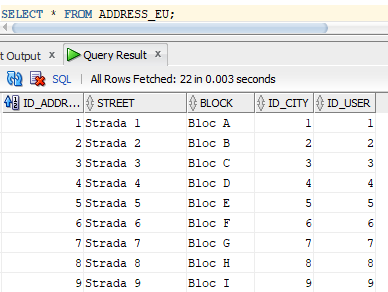 SELECT * FROM ADDRESS_EU;
t Output x Query Result x
SQL | All Rows Fetched: 22 in 0.003 seconds
ID_ADDR... STREET BLOCK ID_CITY ID_USER
1 Strada 1 Bloc A 1 1
2 Strada 2 Bloc B 2 2
3 Strada 3 Bloc C 3 3
4 Strada 4 Bloc D 4 4
5 Strada 5 Bloc E 5 5
6 Strada 6 Bloc F 6 6
7 Strada 7 Bloc G 7 7
8 Strada 8 Bloc H 8 8
9 Strada 9 Bloc I 9 9